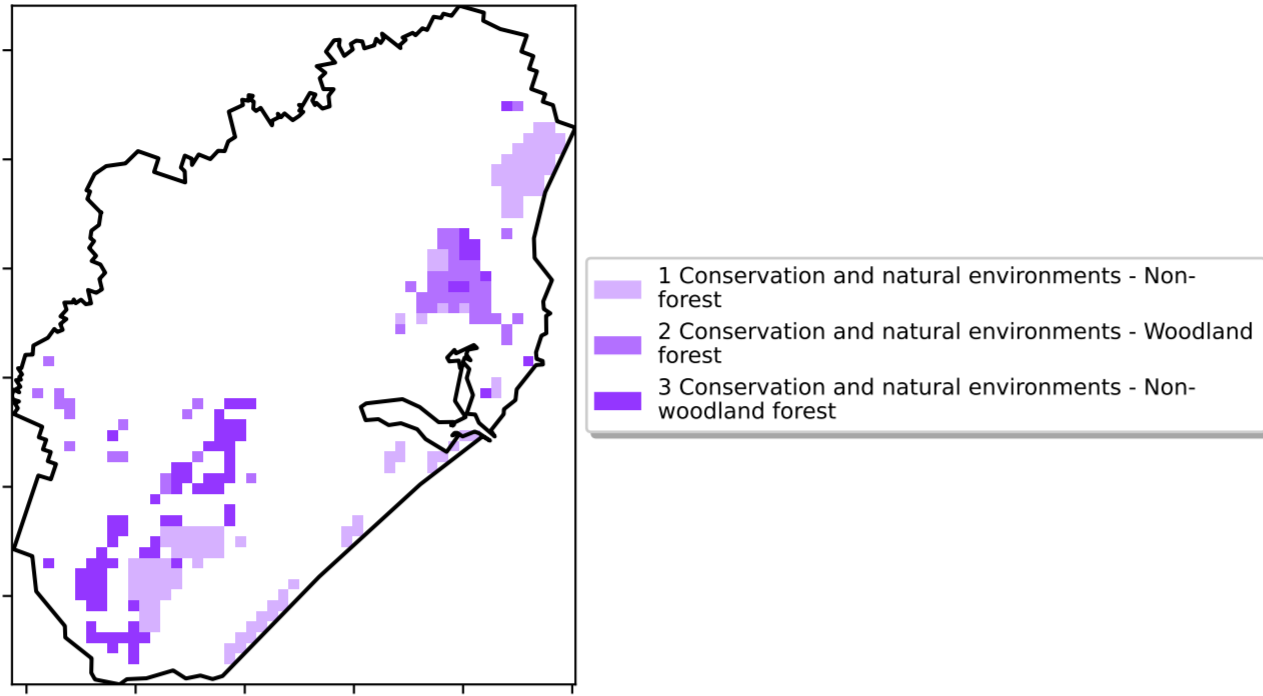 1 Conservation and natural environments - Non-
forest
2 Conservation and natural environments - Woodland
forest
3 Conservation and natural environments - Non-
woodland forest